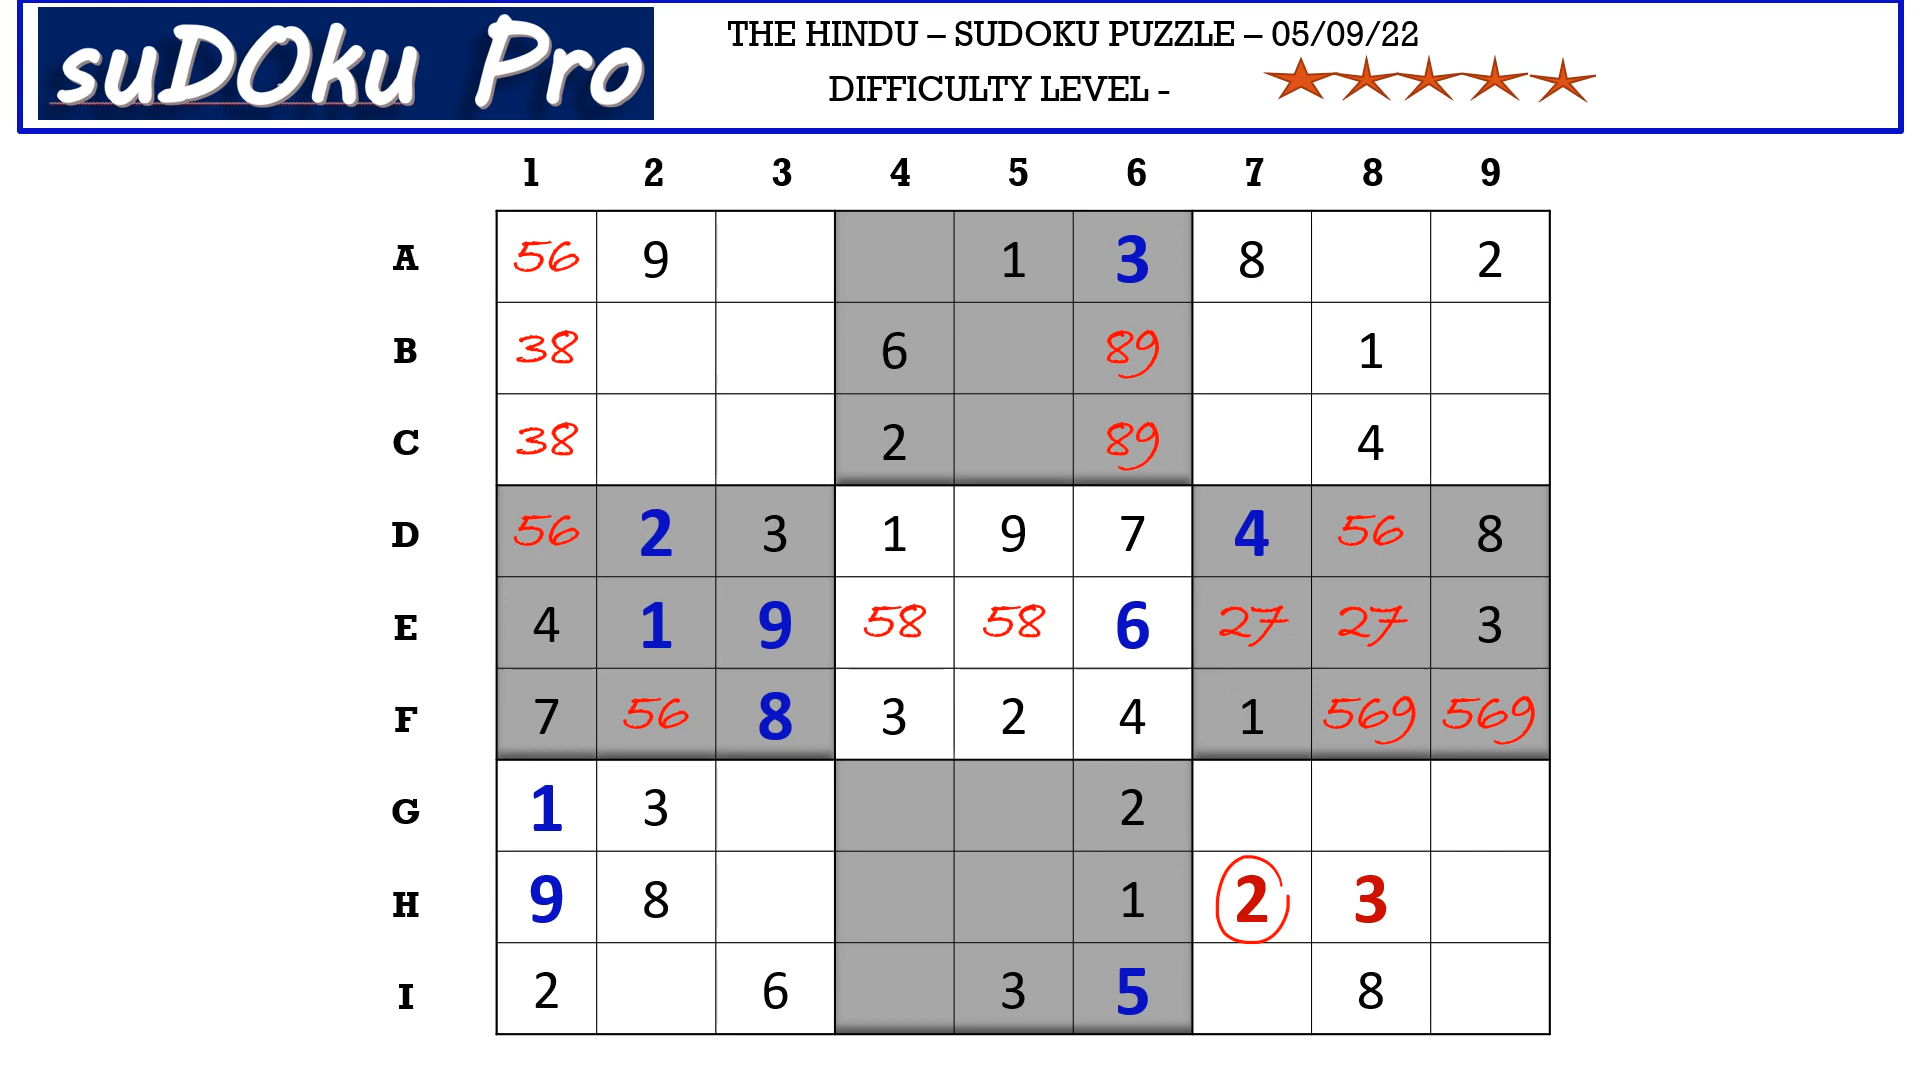 suDOku Pro
THE HINDU – SUDOKU PUZZLE – 05/09/22
DIFFICULTY LEVEL -
1 2 3 4 5 6 7 8 9
A 56 9 1 3 8 2
B 38 6 89 1
C 38 2 89 4
D 56 2 3 1 9 7 4 56 8
E 4 1 9 58 58 6 27 27 3
F 7 56 8 3 2 4 1 569 569
G 1 3 2
H 9 8 1 2 3
I 2 6 3 5 8